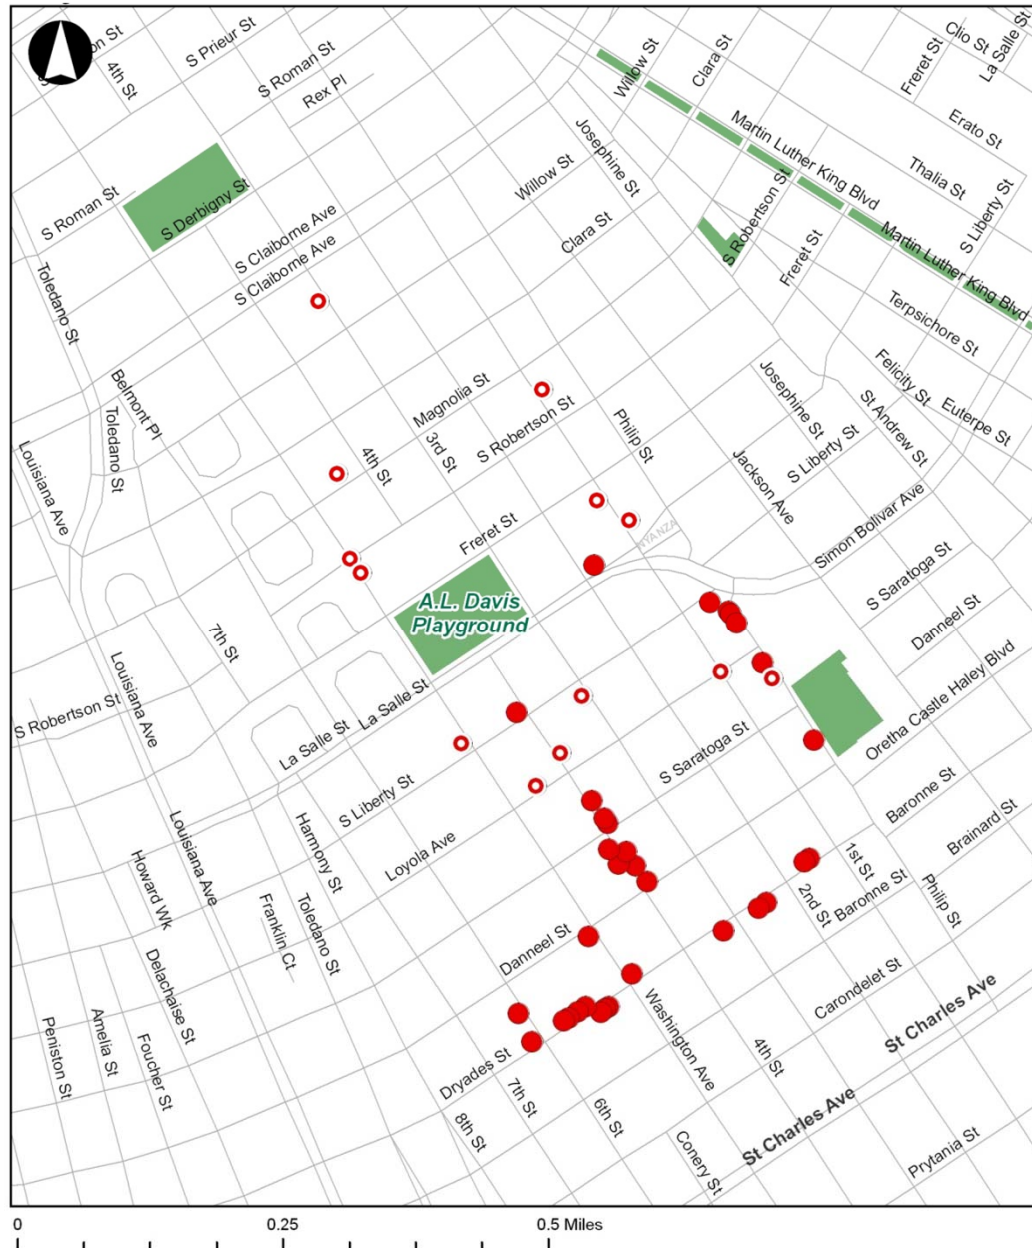 S Prieur St
4th St
S Roman St
Rex Pl
Willow St
Clara St
Freret St
Clio St
La Salle St
Erato St
Josephine St
Martin Luther King Blvd
Thalia St
S Liberty St
S Roman St
S Derbigny St
Willow St
Clara St
S Robertson St
Freret St
Martin Luther King Blvd
S Claiborne Ave
S Claiborne Ave
Toledano St
Terpsichore St
Belmont Pl
Toledano St
Magnolia St
S Robertson St
Philip St
Josephine St
Felicity St
St Andrew St
Euterpe St
Louisiana Ave
4th St
3rd St
S Liberty St
Jackson Ave
Freret St
NYANZA
Simon Bolivar Ave
S Saratoga St
A.L. Davis
Playground
Danneel St
7th St
Louisiana Ave
S Robertson St
La Salle St
La Salle St
Oretha Castle Haley Blvd
S Saratoga St
S Liberty St
Baronne St
Loyola Ave
Harmony St
Louisiana Ave
Brainard St
Howard Wk
1st St
2nd St
Baronne St
Philip St
Franklin Ct
Toledano St
Danneel St
Delachaise St
Carondelet St
St Charles Ave
Peniston St
Amelia St
Foucher St
Washington Ave
4th St
Dryades St
7th St
8th St
6th St
St Charles Ave
Conery St
Prytania St
0 0.25 0.5 Miles